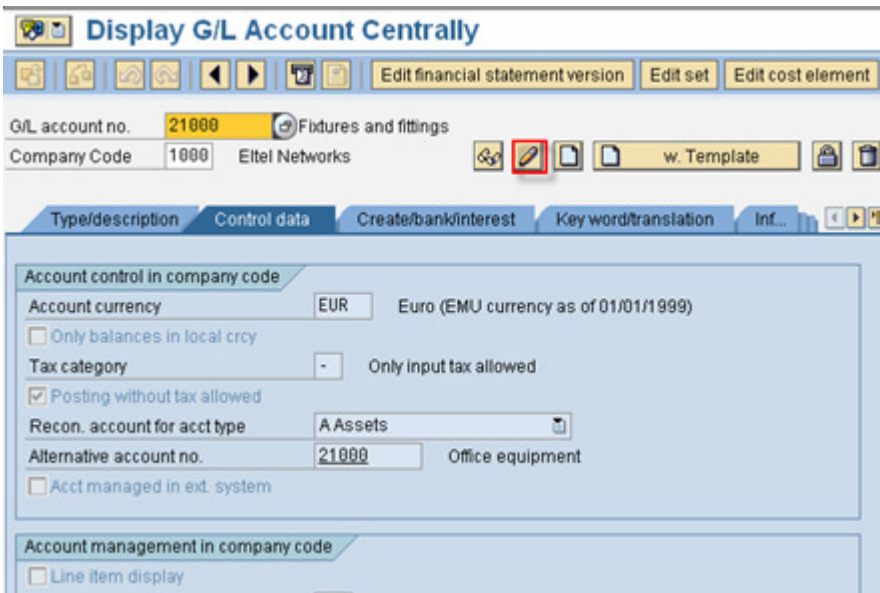 Display G/L Account Centrally
Edit financial statement version Edit set Edit cost element
G/L account no. 21000 Fixtures and fittings
Company Code 1000 Eltel Networks
w. Template
Type/description Control data Create/bank/interest Key word/translation Inf...
Account control in company code
Account currency EUR Euro (EMU currency as of 01/01/1999)
Only balances in local crcy
Tax category - Only input tax allowed
Posting without tax allowed
Recon. account for acct type A Assets
Alternative account no. 21000 Office equipment
Acct managed in ext. system
Account management in company code
Line item display